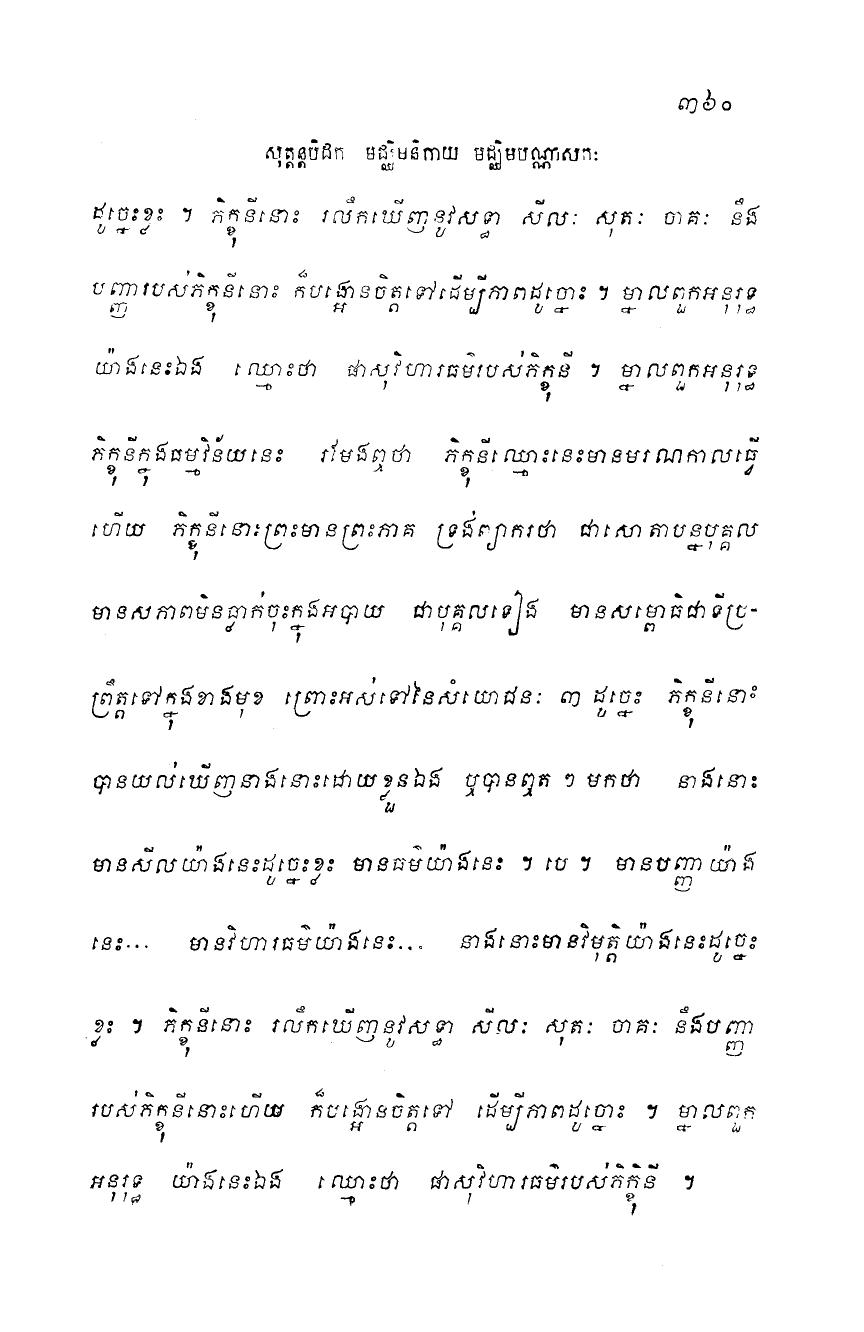 ៣៦០
សុត្តន្តបិដក មជ្ឈិមនិកាយ មជ្ឈិមបណ្ណាសកៈ
ដូច្នេះខ្លះ ។ ភិក្ខុនីនោះ រលឹកឃើញនូវសទ្ធា សីលៈ សុតៈ ចាគៈ នឹង
បញ្ញារបស់ភិក្ខុនីនោះ ក៏បង្អោនចិត្តទៅដើម្បីភាពដូច្នោះ ។ ម្នាលពួកអនុរុទ្ធ
យ៉ាងនេះឯង ឈ្មោះថា ផាសុវិហារធម៌របស់ភិក្ខុនី ។ ម្នាលពួកអនុរុទ្ធ
ភិក្ខុនីក្នុងធម្មវិន័យនេះ រមែងឮថា ភិក្ខុនីឈ្មោះនេះមានមរណកាលធ្វើ
ហើយ ភិក្ខុនីនោះព្រះមានព្រះភាគ ទ្រង់ព្យាករថា ជាសោតាបន្នបុគ្គល
មានសភាពមិនធ្លាក់ចុះក្នុងអបាយ ជាបុគ្គលទៀង មានសម្ពោធិជាទីប្រ-
ព្រឹត្តទៅក្នុងខាងមុខ ព្រោះអស់ទៅនៃសំយោជនៈ ៣ ដូច្នេះ ភិក្ខុនីនោះ
បានយល់ឃើញនាងនោះដោយខ្លួនឯង ឬបានឮត ៗ មកថា នាងនោះ
មានសីលយ៉ាងនេះដូច្នេះខ្លះ មានធម៌យ៉ាងនេះ ។ បេ ។ មានបញ្ញាយ៉ាង
នេះ... មានវិហារធម៌យ៉ាងនេះ... នាងនោះមានវិមុត្តិយ៉ាងនេះដូច្នេះ
ខ្លះ ។ ភិក្ខុនីនោះ រលឹកឃើញនូវសទ្ធា សីលៈ សុតៈ ចាគៈ នឹងបញ្ញា
របស់ភិក្ខុនីនោះហើយ ក៏បង្អោនចិត្តទៅ ដើម្បីភាពដូច្នោះ ។ ម្នាលពួក
អនុរុទ្ធ យ៉ាងនេះឯង ឈ្មោះថា ផាសុវិហារធម៌របស់ភិក្ខុនី ។